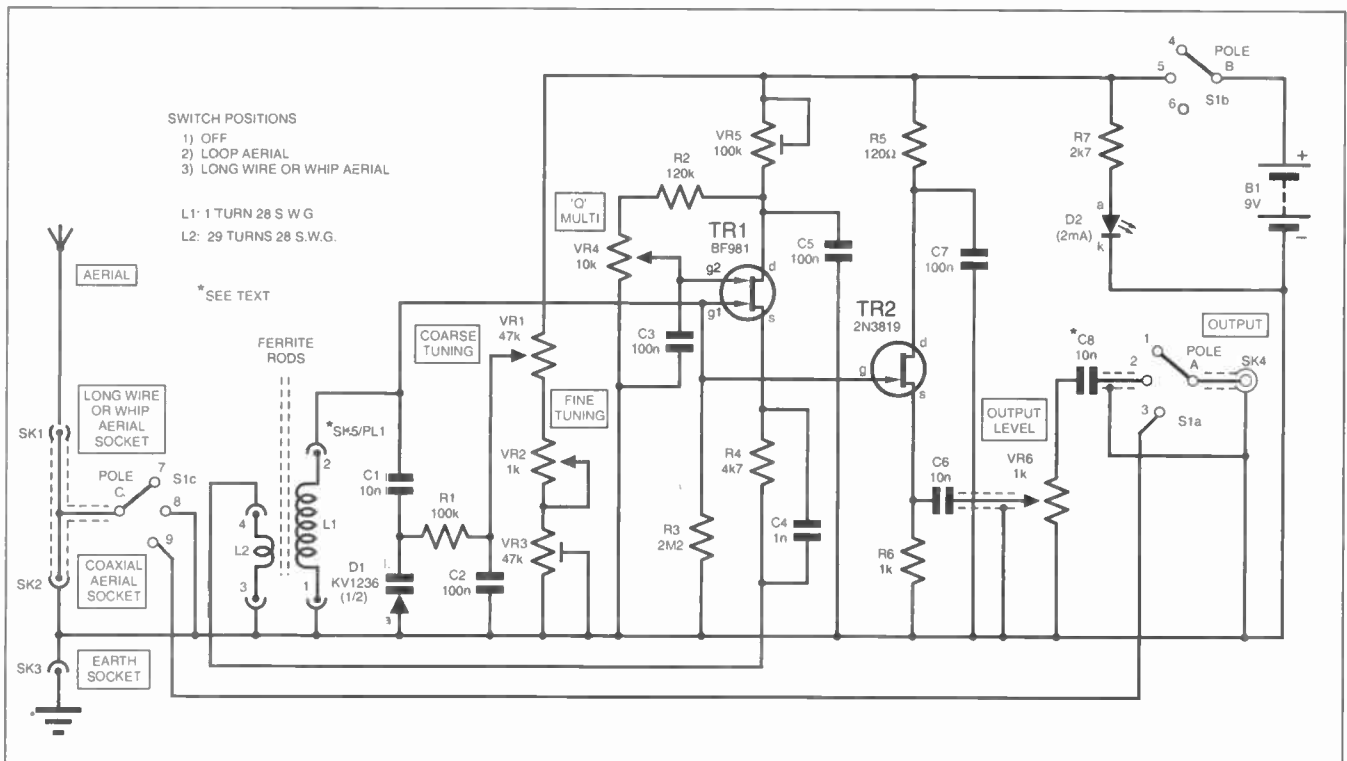 SWITCH POSITIONS
1) OFF
2) LOOP AERIAL
3) LONG WIRE OR WHIP AERIAL
L1: 1 TURN 28 S W G
L2: 29 TURNS 28 S.W.G.
*SEE TEXT
AERIAL
FERRITE
RODS
LONG WIRE
OR WHIP
AERIAL
SOCKET
SK1
POLE
C
7
S1c
8
9
SK2
COAXIAL
AERIAL
SOCKET
SK3
EARTH
SOCKET
4
L2
3
*SK5/PL1
2
L1
1
C1
10n
R1
100k
D1
KV1236
(1/2)
a
C2
100n
COARSE
TUNING
VR1
47k
FINE
TUNING
VR2
1k
VR3
47k
'Q'
MULTI
R2
120k
VR4
10k
C3
100n
VR5
100k
TR1
BF981
g2
g1
d
s
R3
2M2
R4
4k7
C4
1n
C5
100n
R5
120Ω
C7
100n
TR2
2N3819
g
d
s
C6
10n
R6
1k
OUTPUT
LEVEL
VR6
1k
*C8
10n
1
2
3
POLE
A
S1a
OUTPUT
SK4
4
5
6
POLE
B
S1b
R7
2k7
a
D2
(2mA)
k
+
B1
9V
−